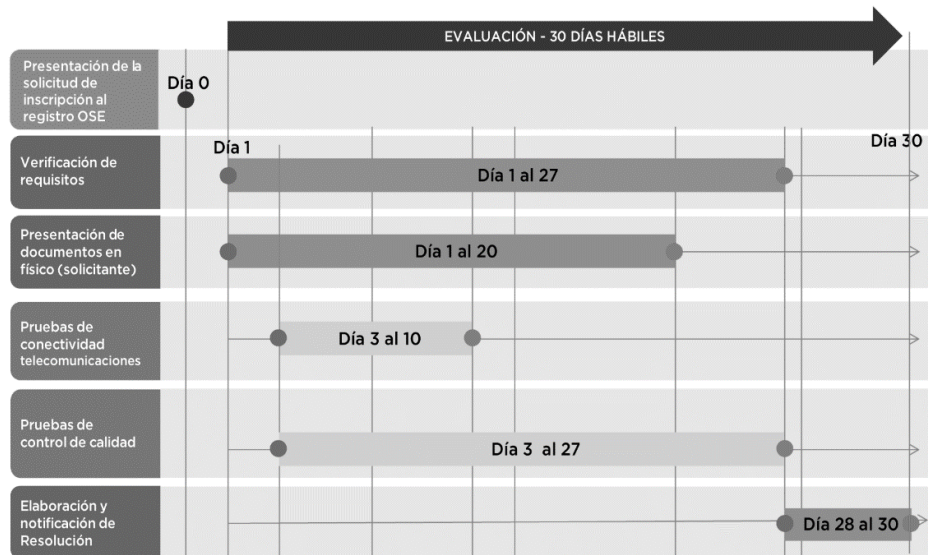 EVALUACIÓN - 30 DÍAS HÁBILES
Presentación de la
solicitud de
inscripción al
registro OSE
Día 0
Verificación de
requisitos
Día 1
Día 1 al 27
Día 30
Presentación de
documentos en
físico (solicitante)
Día 1 al 20
Pruebas de
conectividad
telecomunicaciones
Día 3 al 10
Pruebas de
control de calidad
Día 3 al 27
Elaboración y
notificación de
Resolución
Día 28 al 30